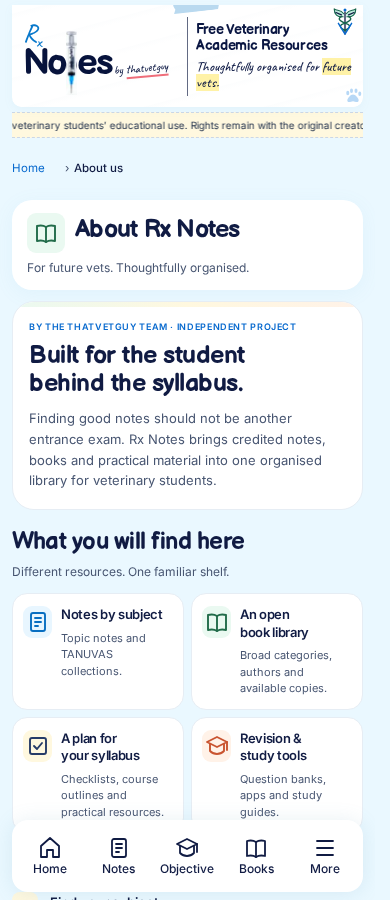 Rx
Notes by thatvetguy
Free Veterinary
Academic Resources
Thoughtfully organised for future
vets.
veterinary students' educational use. Rights remain with the original
Home › About us
About Rx Notes
For future vets. Thoughtfully organised.
BY THE THATVETGUY TEAM · INDEPENDENT PROJECT
Built for the student
behind the syllabus.
Finding good notes should not be another
entrance exam. Rx Notes brings credited notes,
books and practical material into one organised
library for veterinary students.
What you will find here
Different resources. One familiar shelf.
Notes by subject
Topic notes and
TANUVAS
collections.
An open
book library
Broad categories,
authors and
available copies.
A plan for
your syllabus
Checklists, course
outlines and
practical resources.
Revision &
study tools
Question banks,
apps and study
guides.
Home Notes Objective Books More